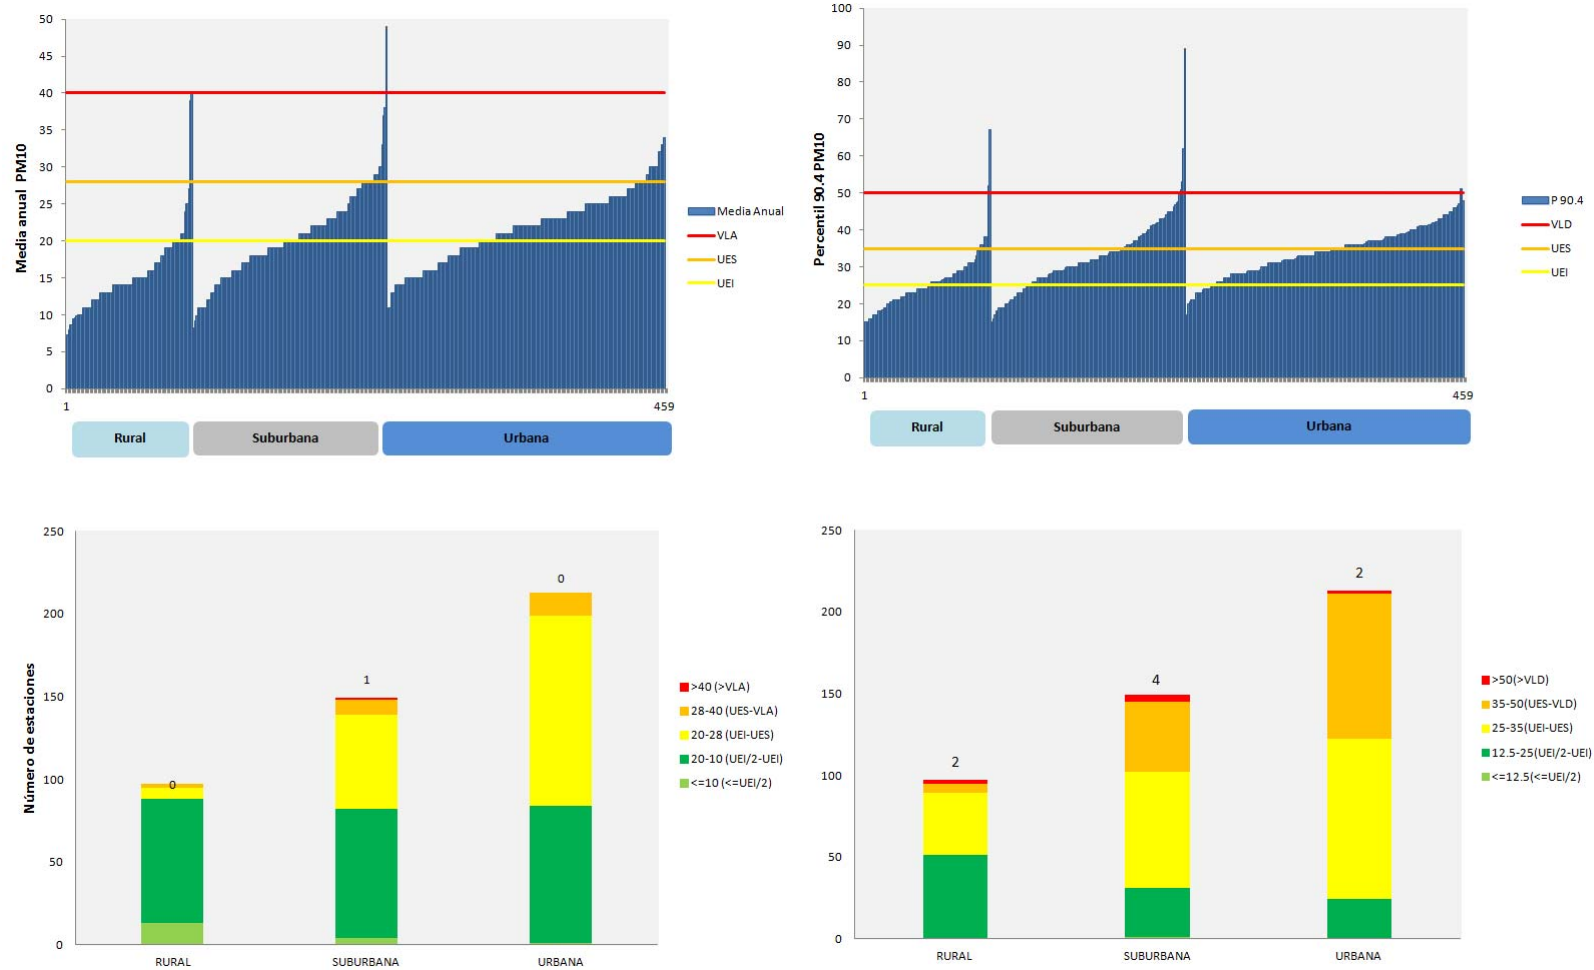 50
45
40
35
30
25
20
15
10
5
0
Media anual PM10
1
459
Media Anual
VLA
UES
UEI
Rural
Suburbana
Urbana
100
90
80
70
60
50
40
30
20
10
0
Percentil 90.4 PM10
1
459
P 90.4
VLD
UES
UEI
Rural
Suburbana
Urbana
250
200
150
100
50
0
Número de estaciones
0
1
0
RURAL
SUBURBANA
URBANA
>40 (>VLA)
28-40 (UES-VLA)
20-28 (UEI-UES)
20-10 (UEI/2-UEI)
<=10 (<=UEI/2)
250
200
150
100
50
0
2
4
2
RURAL
SUBURBANA
URBANA
>50(>VLD)
35-50(UES-VLD)
25-35(UEI-UES)
12.5-25(UEI/2-UEI)
<=12.5(<=UEI/2)